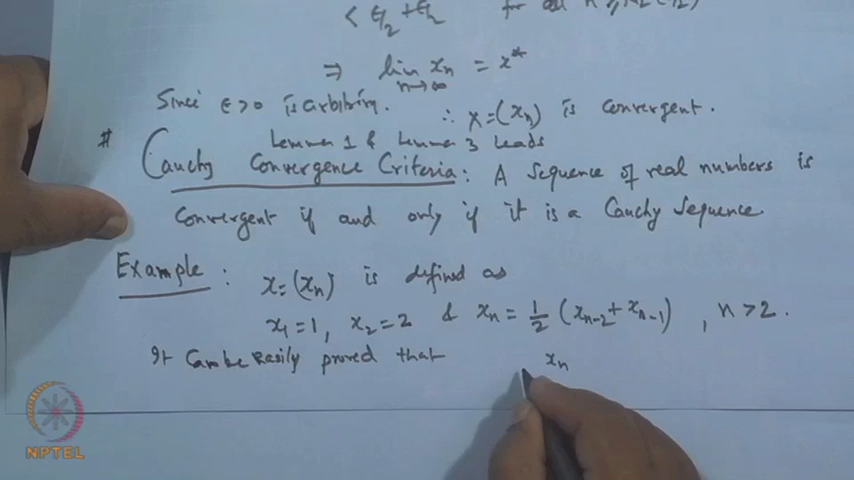 < ε/2 + ε/2 for all n ≥
⇒ lim_{n→∞} x_n = x*
Since ε>0 is arbitrary. ∴ X=(x_n) is convergent.
# Lemma 1 & Lemma 3 Leads
Cauchy Convergence Criteria : A sequence of real numbers is
Convergent if and only if it is a Cauchy sequence.
Example : x=(x_n) is defined as
x_1=1, x_2=2 & x_n = 1/2 (x_{n-2}+x_{n-1}) , n>2.
It can be easily proved that x_n
NPTEL